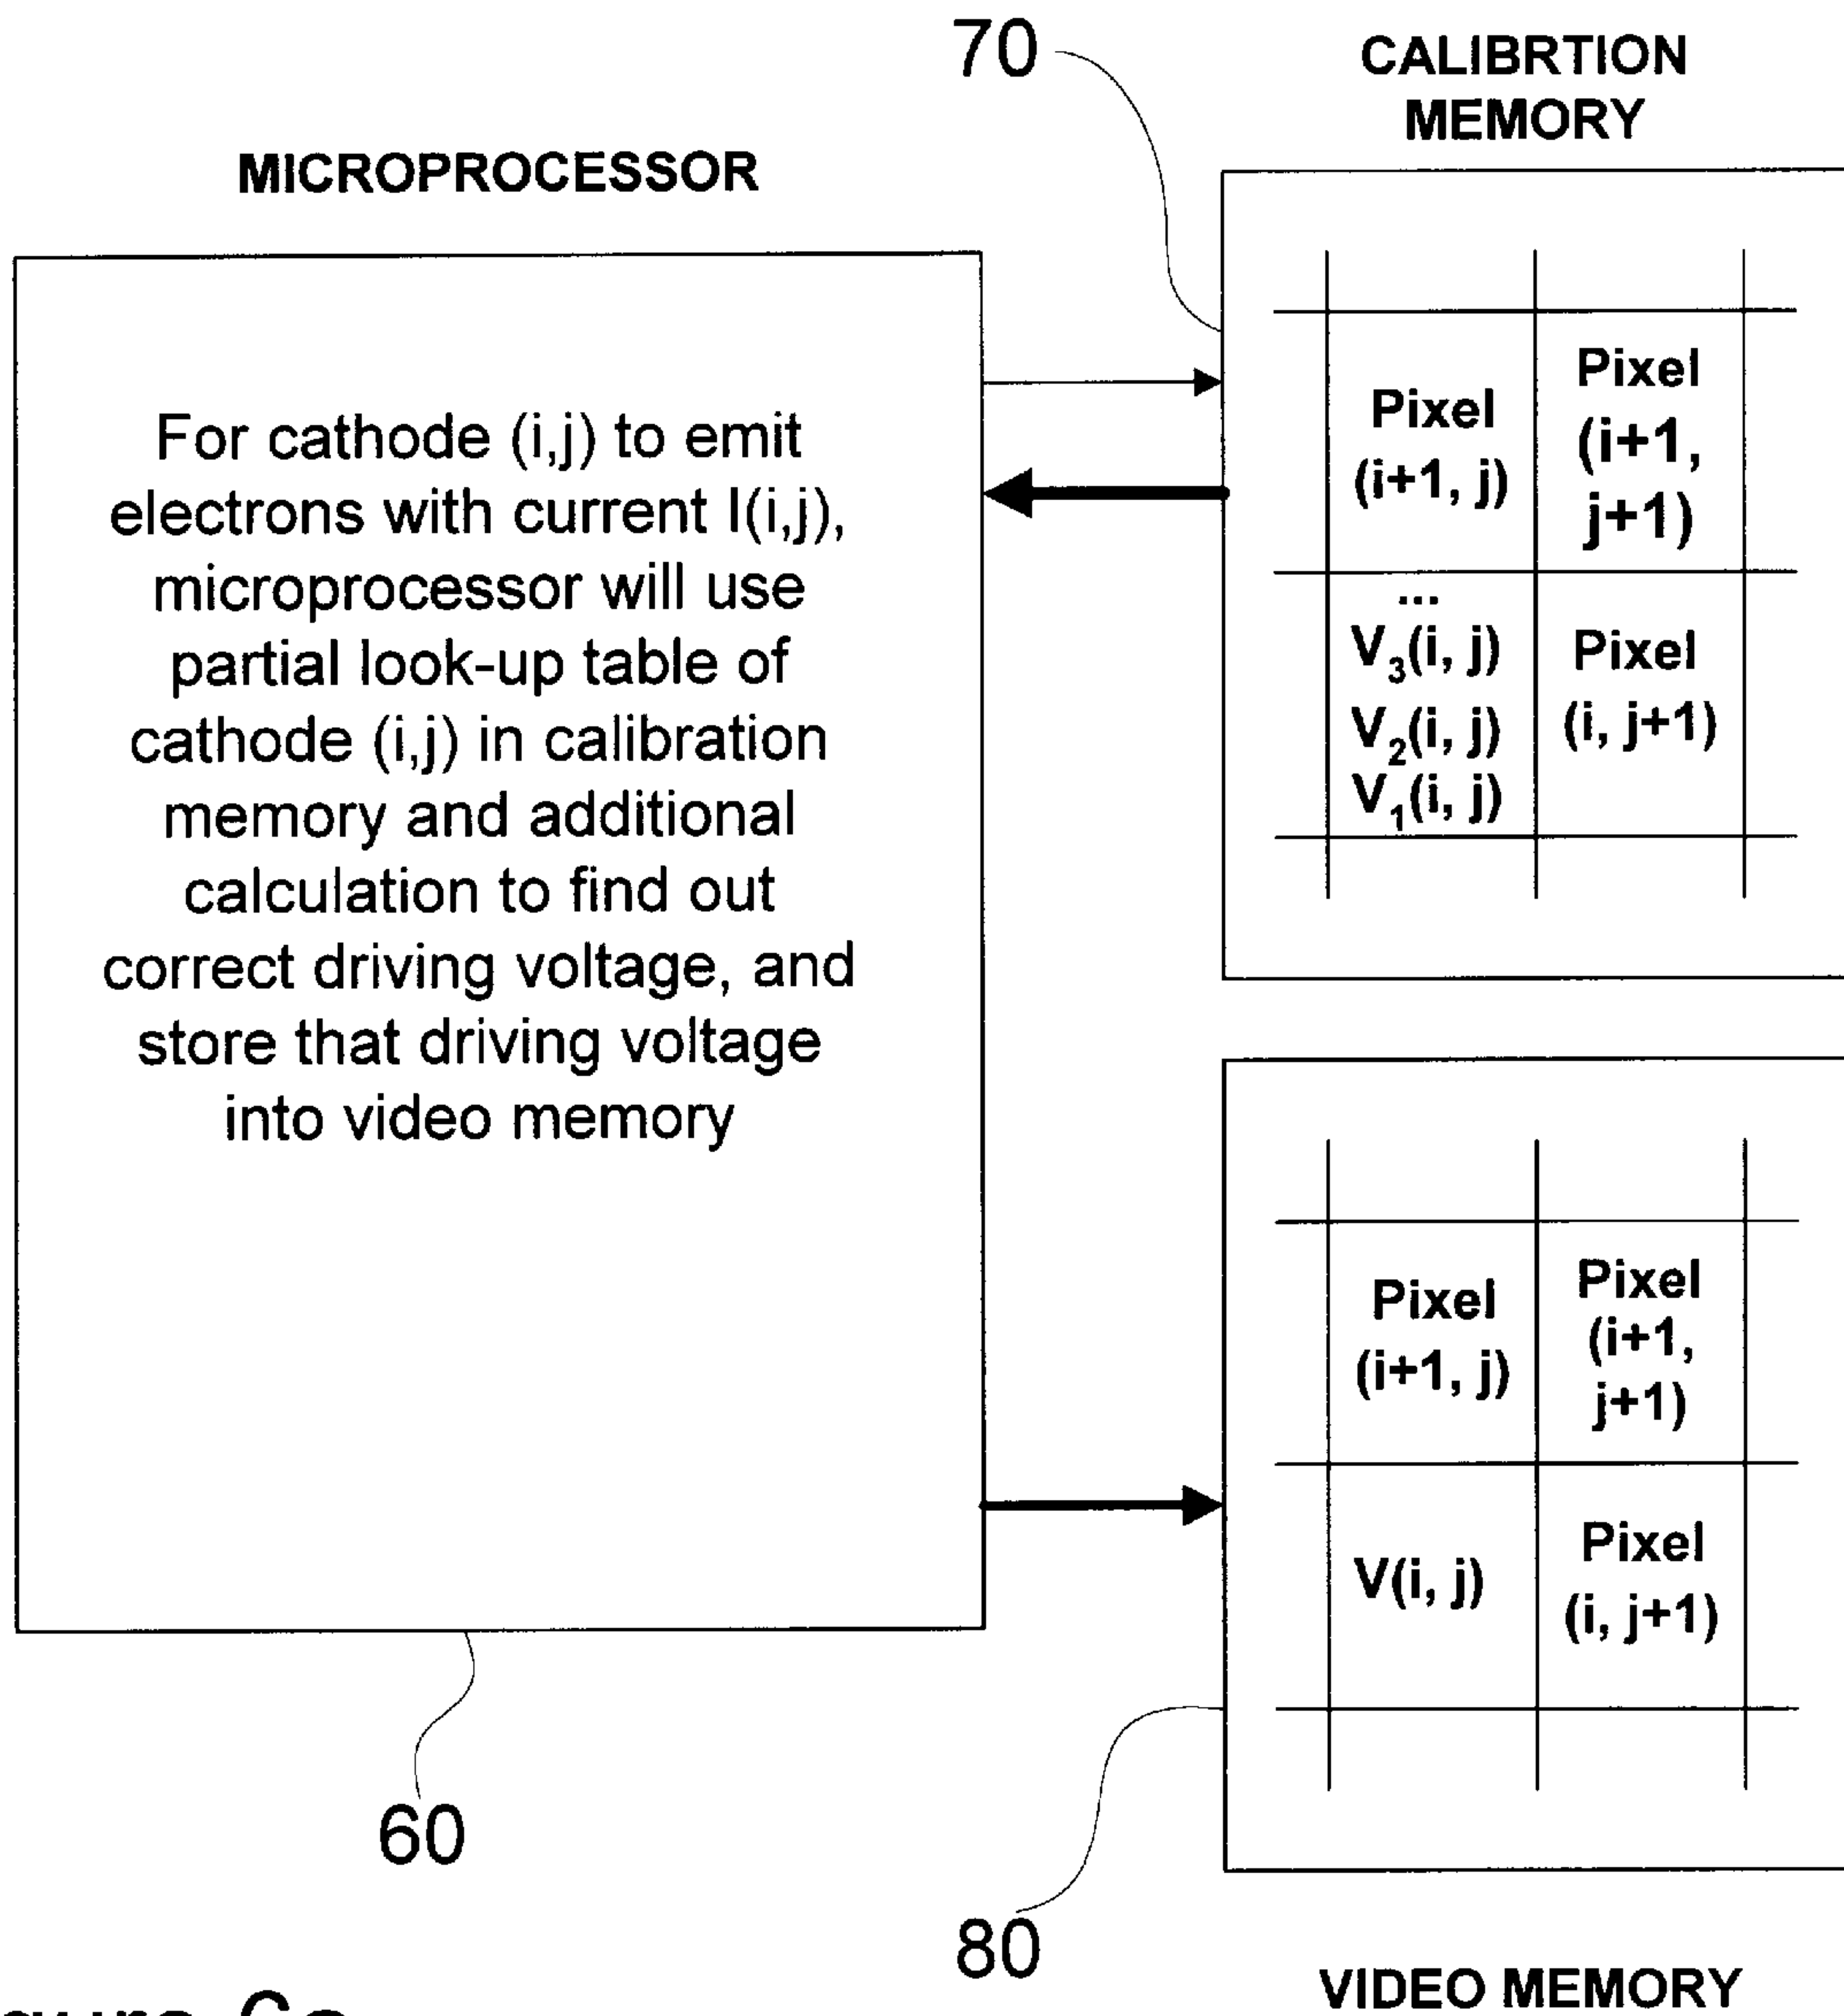 70
CALIBRTION
MEMORY
MICROPROCESSOR
For cathode (i,j) to emit
electrons with current I(i,j),
microprocessor will use
partial look-up table of
cathode (i,j) in calibration
memory and additional
calculation to find out
correct driving voltage, and
store that driving voltage
into video memory
Pixel
(i+1, j)
Pixel
(i+1,
j+1)
...
V₃(i, j)
V₂(i, j)
V₁(i, j)
Pixel
(i, j+1)
Pixel
(i+1, j)
Pixel
(i+1,
j+1)
V(i, j)
Pixel
(i, j+1)
60
80
VIDEO MEMORY